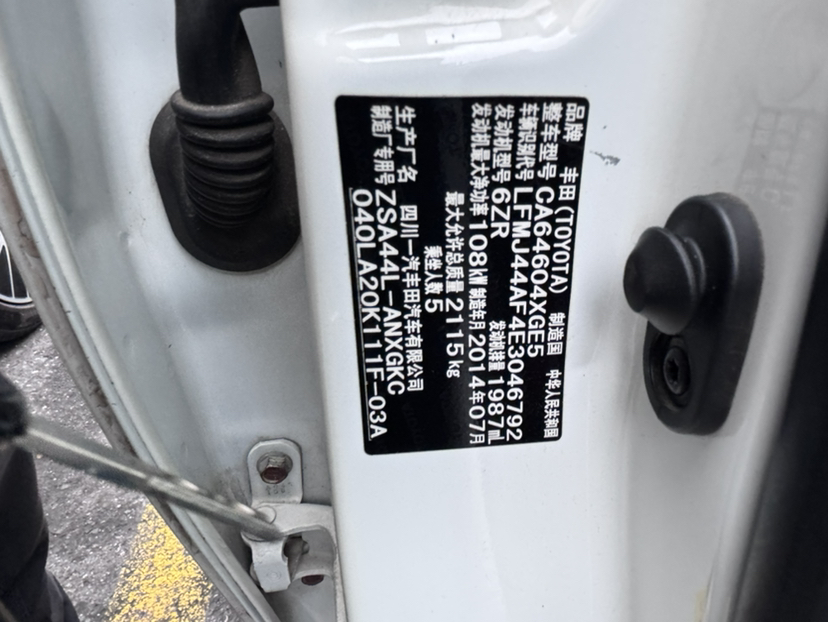 品牌 丰田(TOYOTA) 制造国 中华人民共和国
整车型号 CA64604XGE5
车辆识别代号 LFMJ44AF4E3046792
发动机型号 6ZR 发动机排量 1987㎖
发动机最大净功率 108kW 制造年月 2014年07月
最大允许总质量 2115kg
乘坐人数 5
生产厂名 四川一汽丰田汽车有限公司
制造厂专用号 ZSA44L-ANXGKC
040LA20K111F-03A